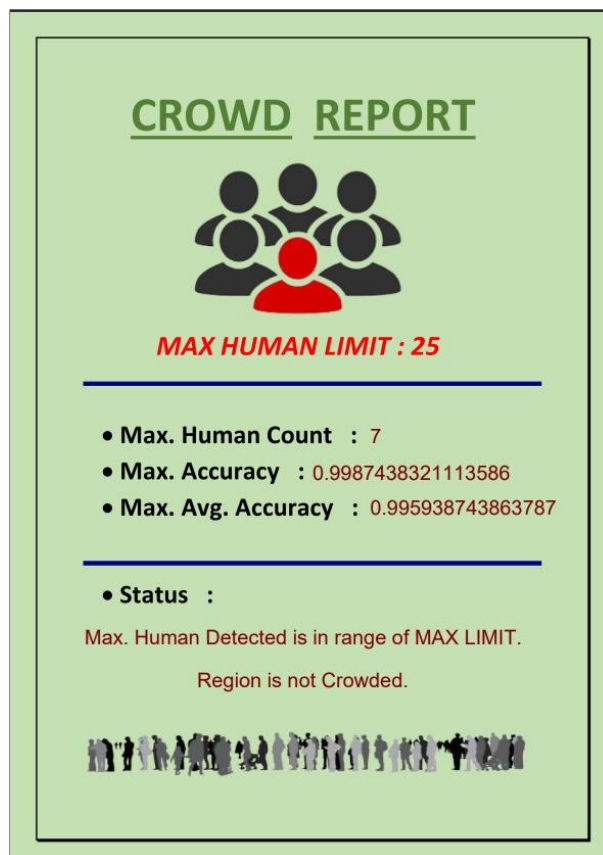 CROWD REPORT
MAX HUMAN LIMIT : 25
• Max. Human Count : 7
• Max. Accuracy : 0.9987438321113586
• Max. Avg. Accuracy : 0.995938743863787
• Status :
Max. Human Detected is in range of MAX LIMIT.
Region is not Crowded.